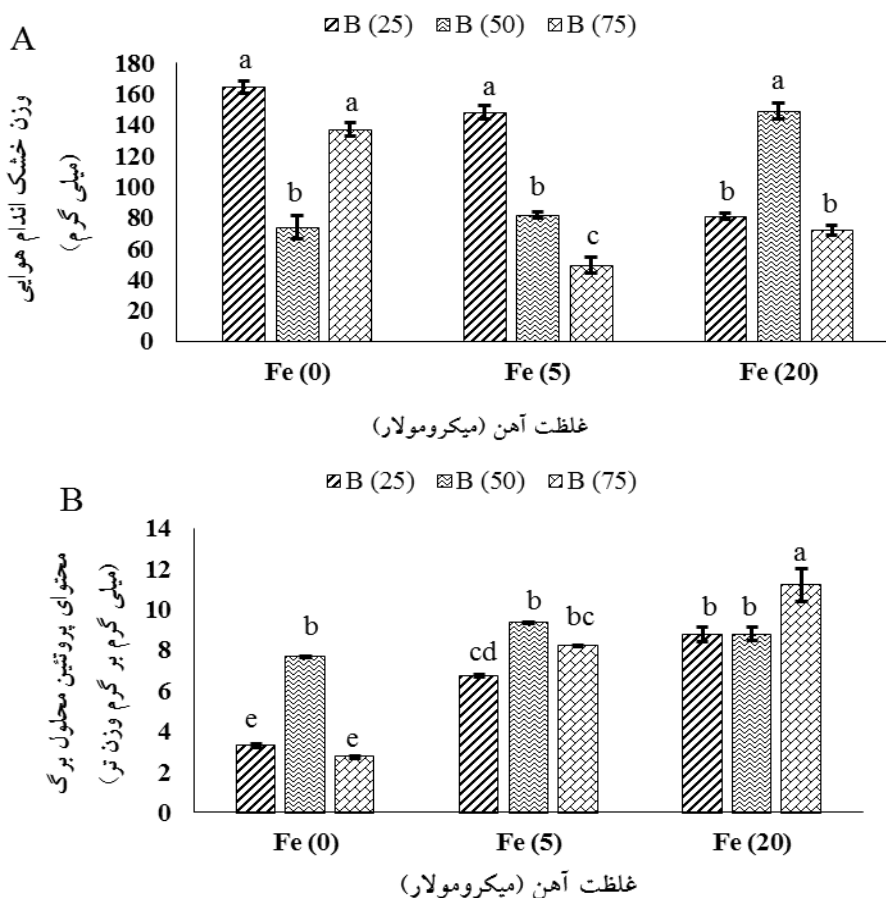 A
B (25) B (50) B (75)
وزن خشک اندام هوایی
(میلی گرم)
180
160
140
120
100
80
60
40
20
0
a
b
a
a
b
c
b
a
b
Fe (0) Fe (5) Fe (20)
غلظت آهن (میکرومولار)
B
B (25) B (50) B (75)
محتوای پروتئین محلول برگ
(میلی گرم بر گرم وزن تر)
14
12
10
8
6
4
2
0
e
b
e
cd
b
bc
b
b
a
Fe (0) Fe (5) Fe (20)
غلظت آهن (میکرومولار)